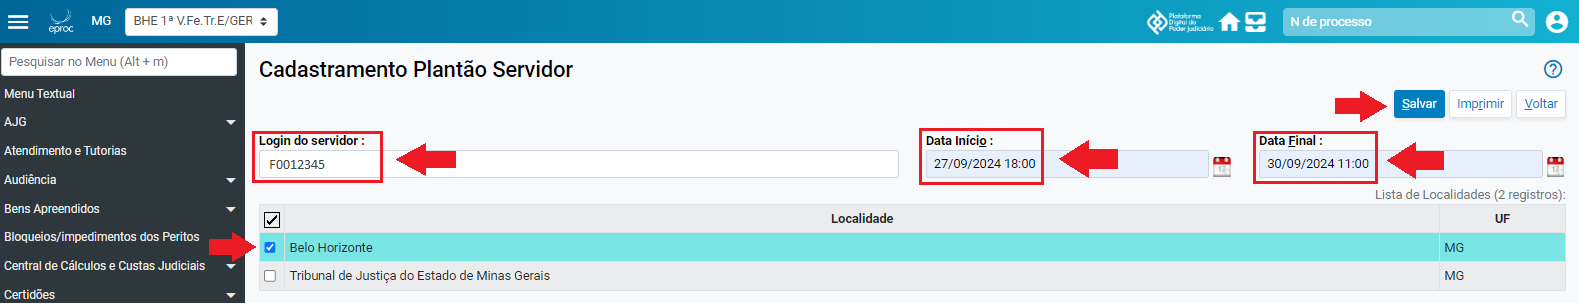 eproc
MG
BHE 1ª V.Fe.Tr.E/GER
Plataforma
Digital do
Poder Judiciário
N de processo
Pesquisar no Menu (Alt + m)
Menu Textual
AJG
Atendimento e Tutorias
Audiência
Bens Apreendidos
Bloqueios/impedimentos dos Peritos
Central de Cálculos e Custas Judiciais
Certidões
Cadastramento Plantão Servidor
?
Salvar
Imprimir
Voltar
Login do servidor :
F0012345
Data Início :
27/09/2024 18:00
Data Final :
30/09/2024 11:00
Lista de Localidades (2 registros):
Localidade UF
Belo Horizonte MG
Tribunal de Justiça do Estado de Minas Gerais MG